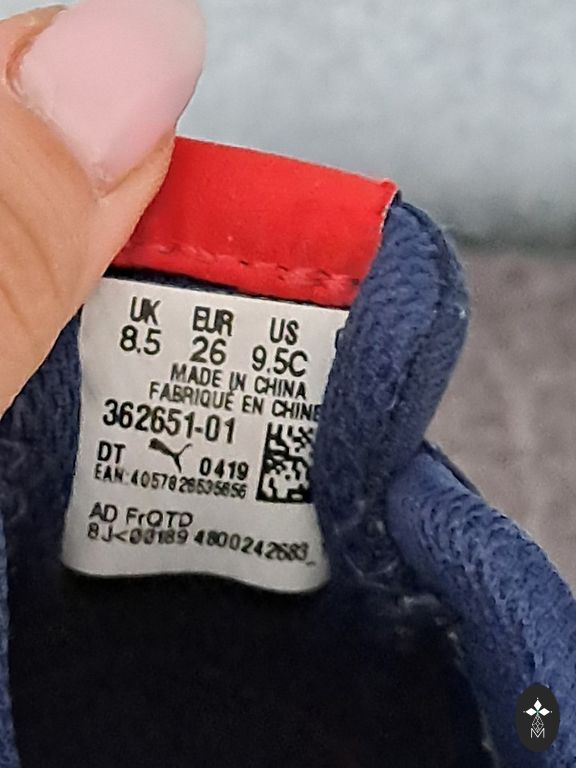 UK EUR US
8.5 26 9.5C
MADE IN CHINA
FABRIQUE EN CHINE
362651-01
DT 0419
EAN:4057826535856
AD FrQTD
8J<00189 4800242683_
M